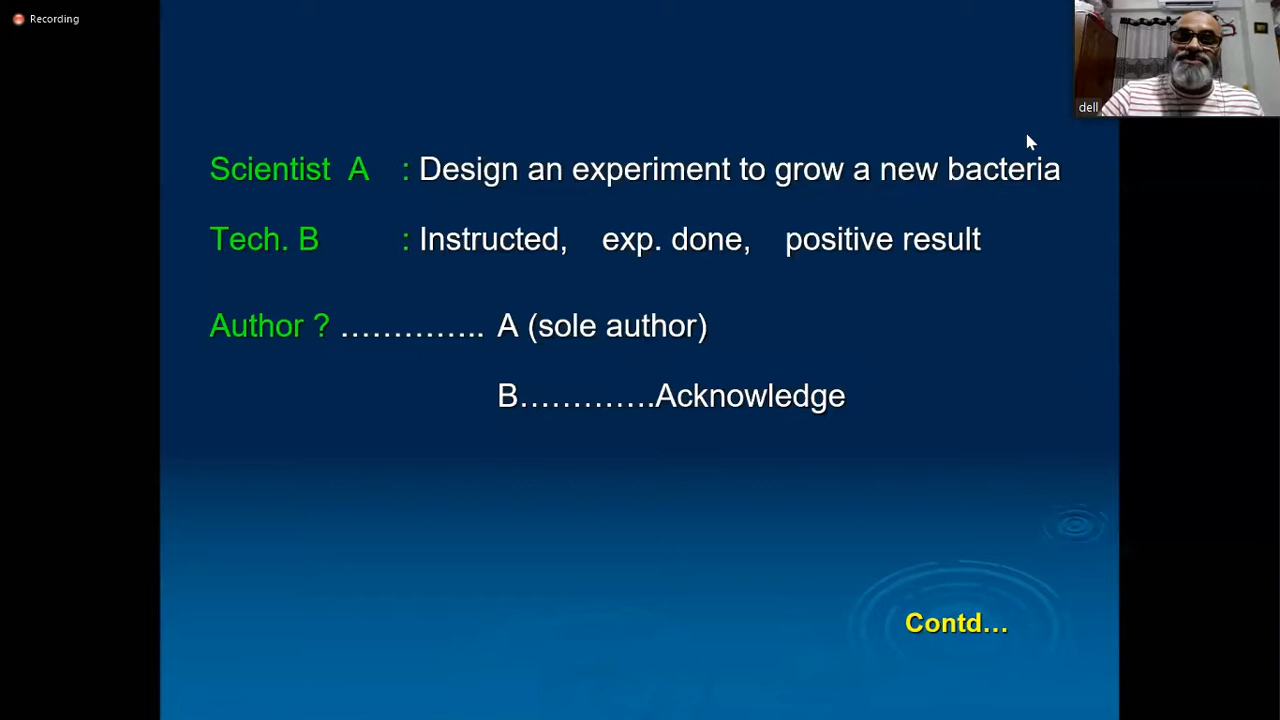 Recording
dell
Scientist A : Design an experiment to grow a new bacteria
Tech. B : Instructed, exp. done, positive result
Author ? ………….. A (sole author)
B………….Acknowledge
Contd…